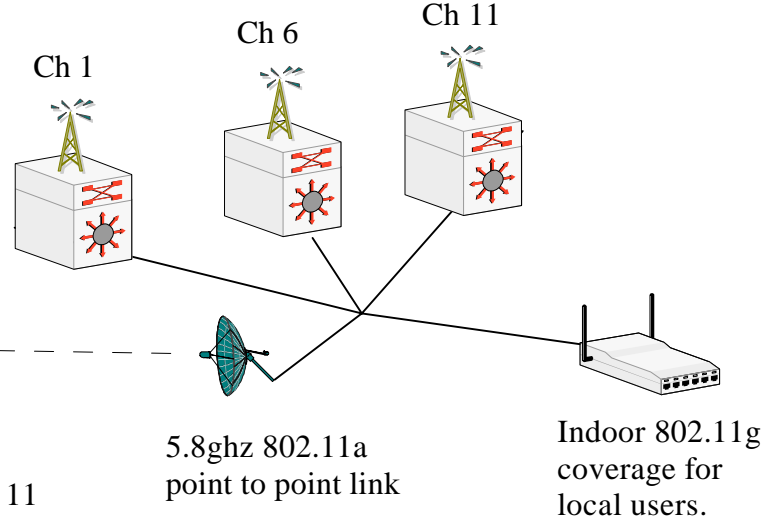 Ch 1
Ch 6
Ch 11
5.8ghz 802.11a
point to point link
Indoor 802.11g
coverage for
local users.
11